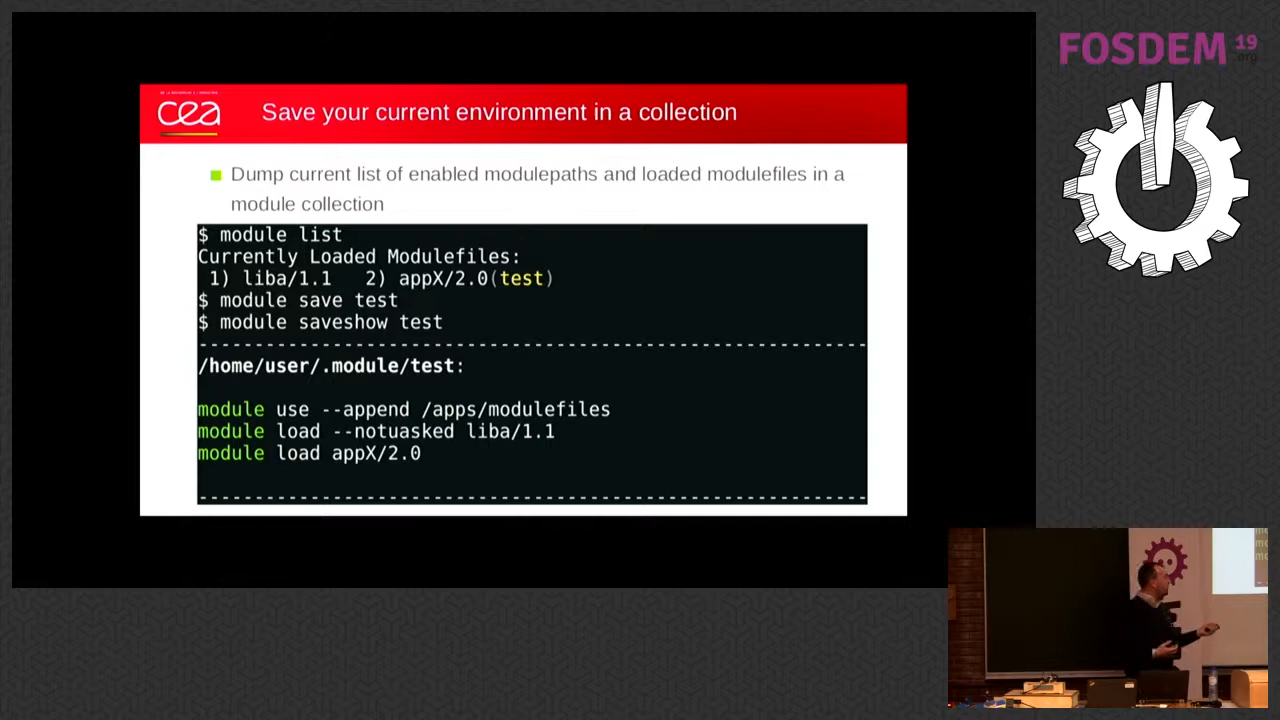 FOSDEM 19
.org
cea
Save your current environment in a collection
Dump current list of enabled modulepaths and loaded modulefiles in a
module collection
$ module list
Currently Loaded Modulefiles:
1) liba/1.1 2) appX/2.0(test)
$ module save test
$ module saveshow test
-------------------------------------------------------------------
/home/user/.module/test:
module use --append /apps/modulefiles
module load --notuasked liba/1.1
module load appX/2.0
-------------------------------------------------------------------